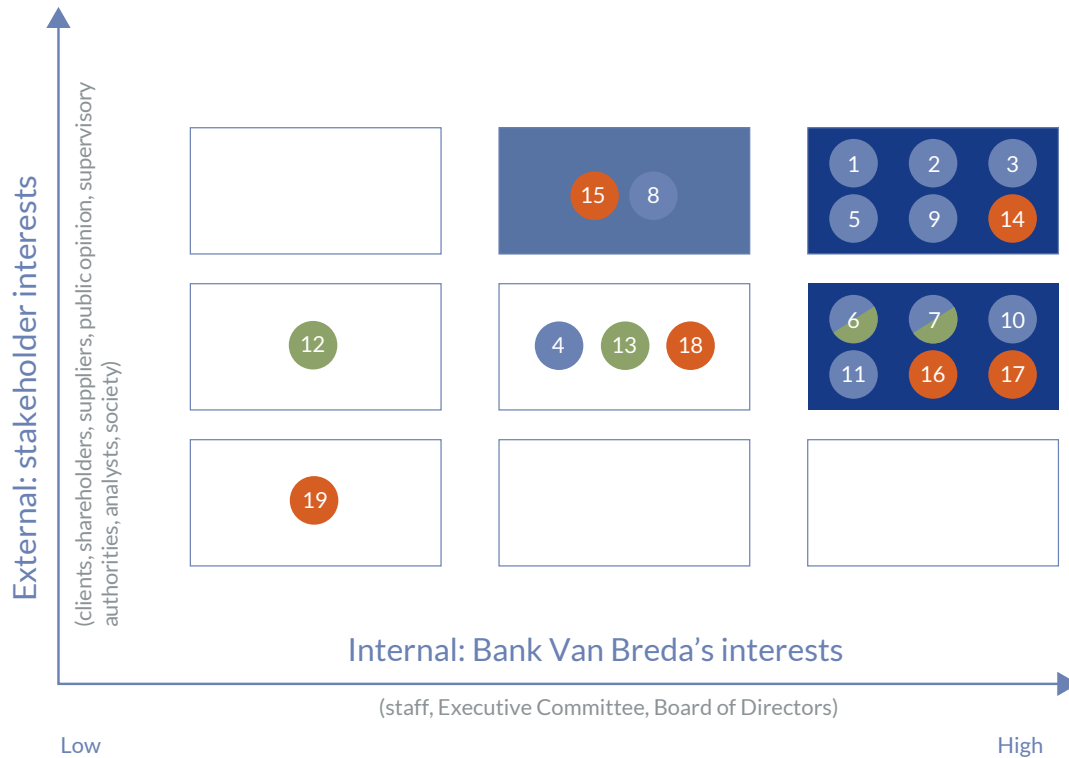 External: stakeholder interests
(clients, shareholders, suppliers, public opinion, supervisory
authorities, analysts, society)
15 8
1 2 3
5 9 14
12
4 13 18
6 7 10
11 16 17
19
Internal: Bank Van Breda's interests
(staff, Executive Committee, Board of Directors)
Low High